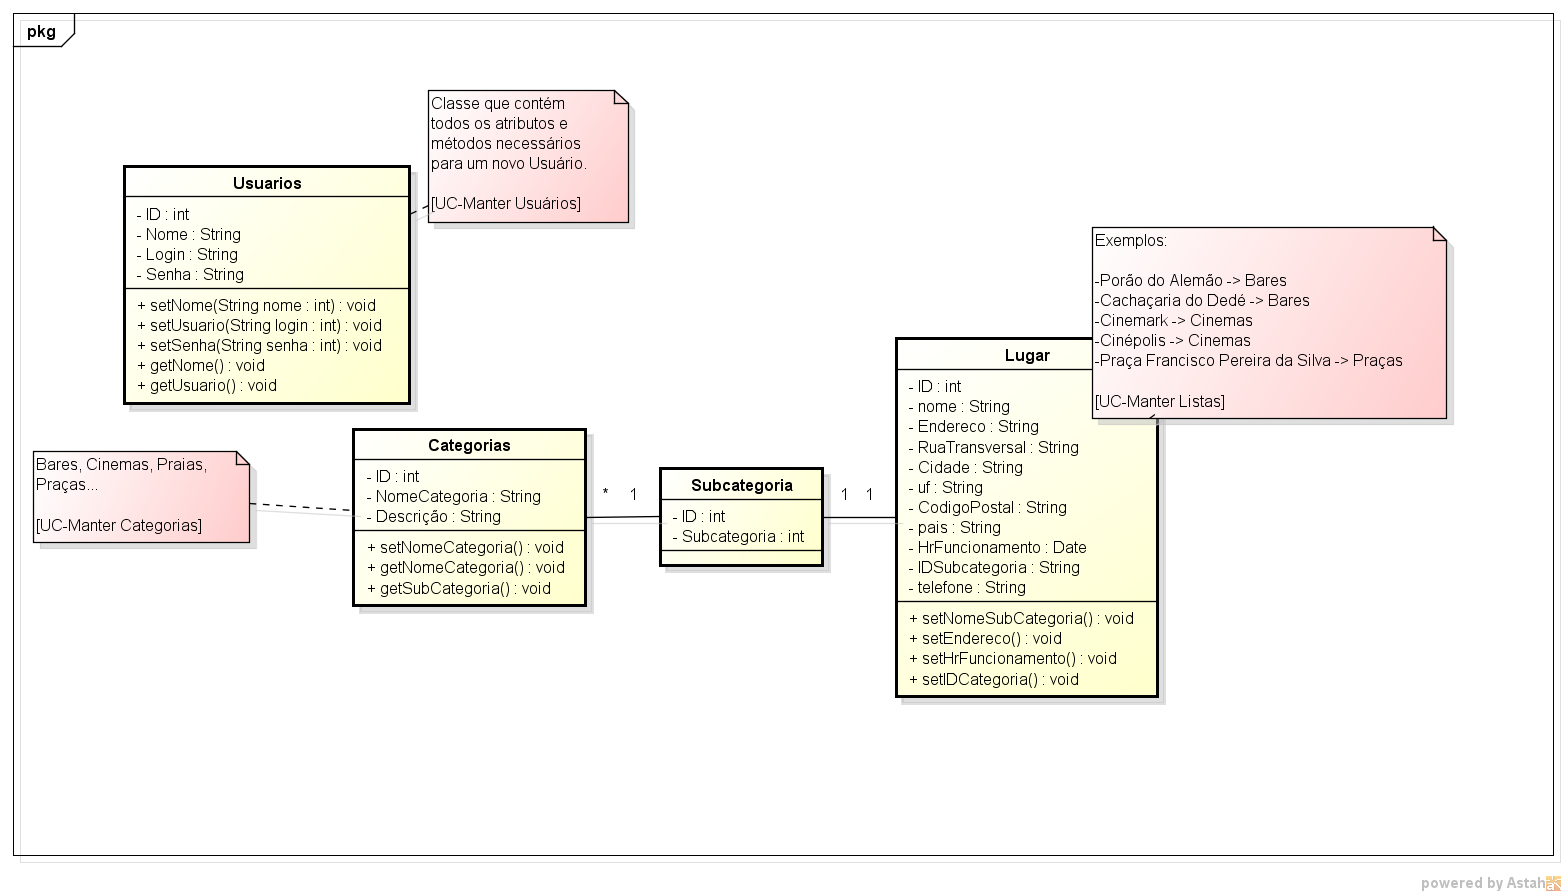 pkg
Classe que contém
todos os atributos e
métodos necessários
para um novo Usuário.
[UC-Manter Usuários]
Usuarios
- ID : int
- Nome : String
- Login : String
- Senha : String
+ setNome(String nome : int) : void
+ setUsuario(String login : int) : void
+ setSenha(String senha : int) : void
+ getNome() : void
+ getUsuario() : void
Bares, Cinemas, Praias,
Praças...
[UC-Manter Categorias]
Categorias
- ID : int
- NomeCategoria : String
- Descrição : String
+ setNomeCategoria() : void
+ getNomeCategoria() : void
+ getSubCategoria() : void
* 1
Subcategoria
- ID : int
- Subcategoria : int
1 1
Lugar
- ID : int
- nome : String
- Endereco : String
- RuaTransversal : String
- Cidade : String
- uf : String
- CodigoPostal : String
- pais : String
- HrFuncionamento : Date
- IDSubcategoria : String
- telefone : String
+ setNomeSubCategoria() : void
+ setEndereco() : void
+ setHrFuncionamento() : void
+ setIDCategoria() : void
Exemplos:
-Porão do Alemão -> Bares
-Cachaçaria do Dedé -> Bares
-Cinemark -> Cinemas
-Cinépolis -> Cinemas
-Praça Francisco Pereira da Silva -> Praças
[UC-Manter Listas]
powered by Astah